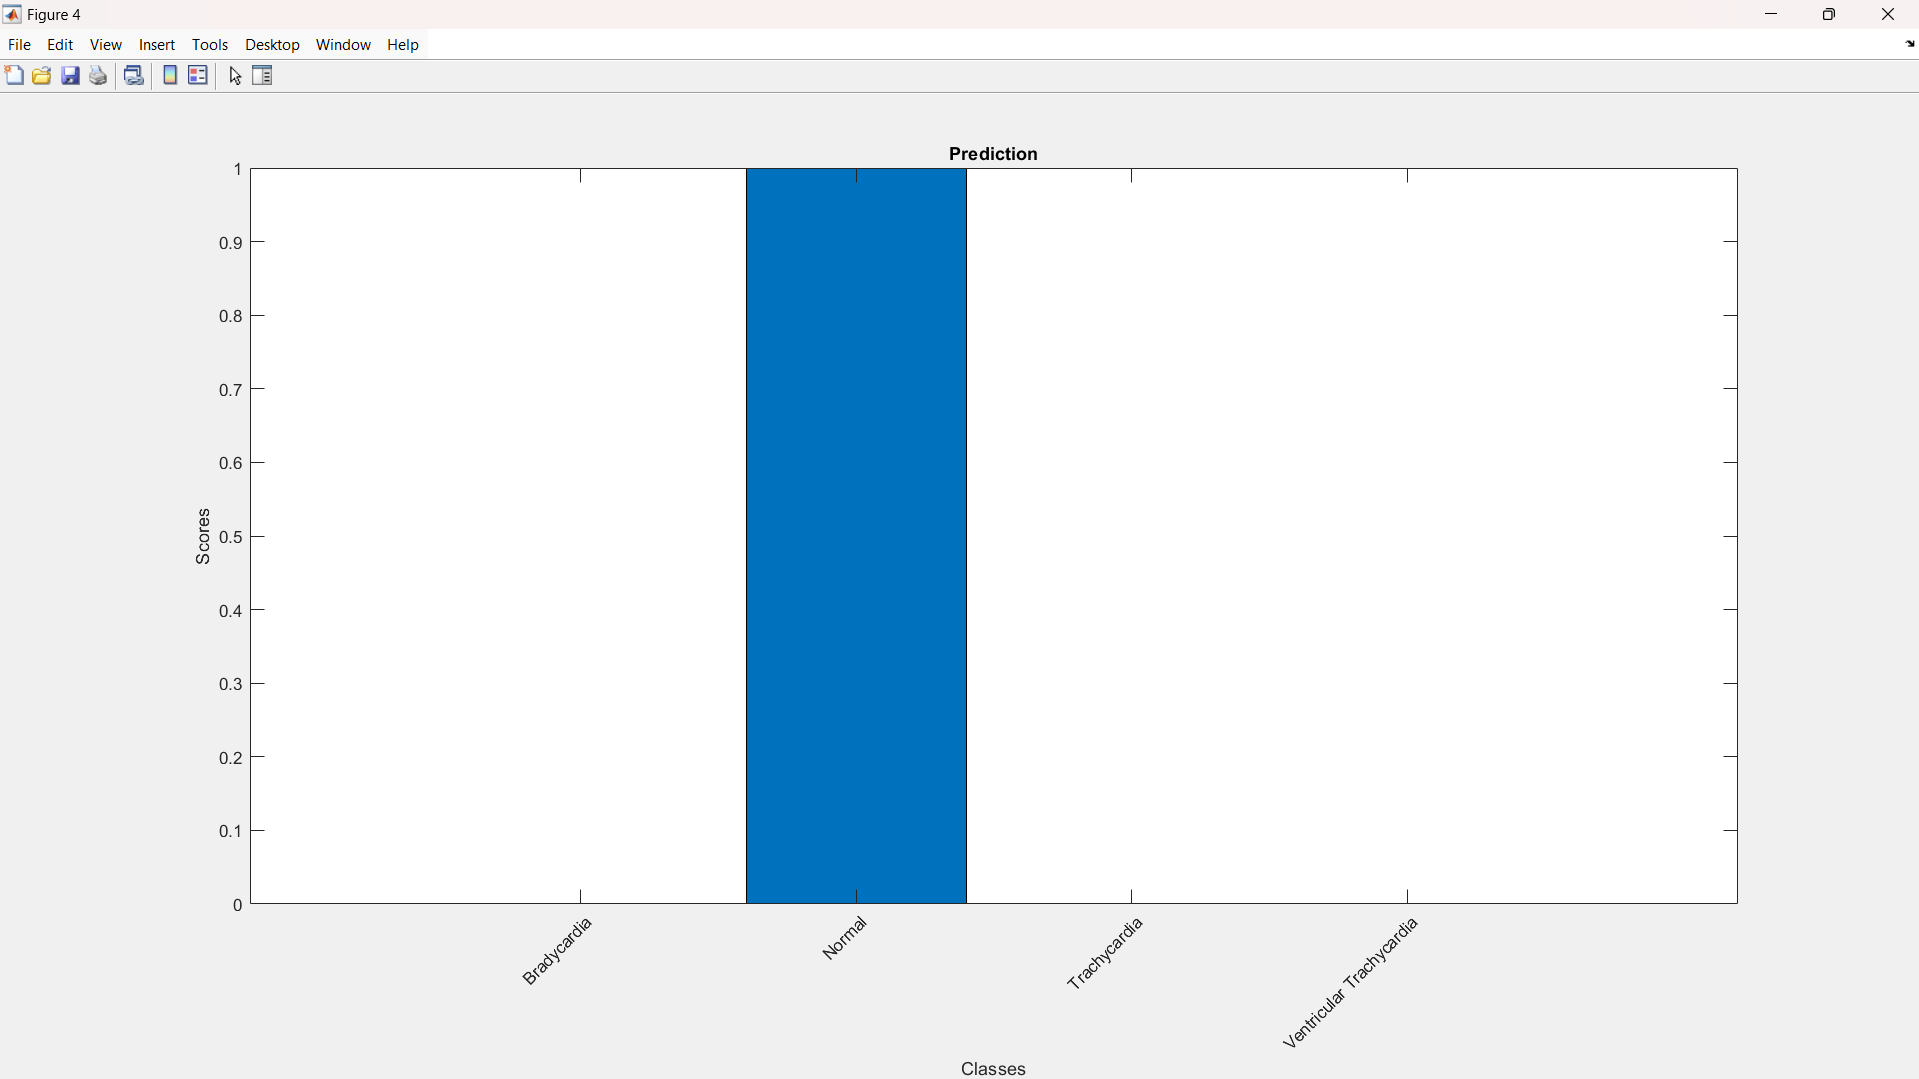 Figure 4
File Edit View Insert Tools Desktop Window Help
Prediction
1
0.9
0.8
0.7
0.6
0.5
0.4
0.3
0.2
0.1
0
Scores
Bradycardia
Normal
Trachycardia
Ventricular Trachycardia
Classes